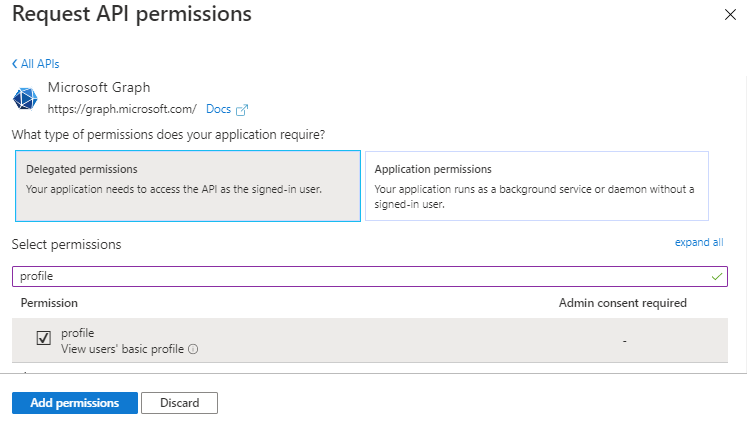 Request API permissions
All APIs
Microsoft Graph
https://graph.microsoft.com/ Docs
What type of permissions does your application require?
Delegated permissions
Your application needs to access the API as the signed-in user.
Application permissions
Your application runs as a background service or daemon without a
signed-in user.
Select permissions
expand all
profile
Permission
Admin consent required
profile
View users' basic profile
-
Add permissions
Discard